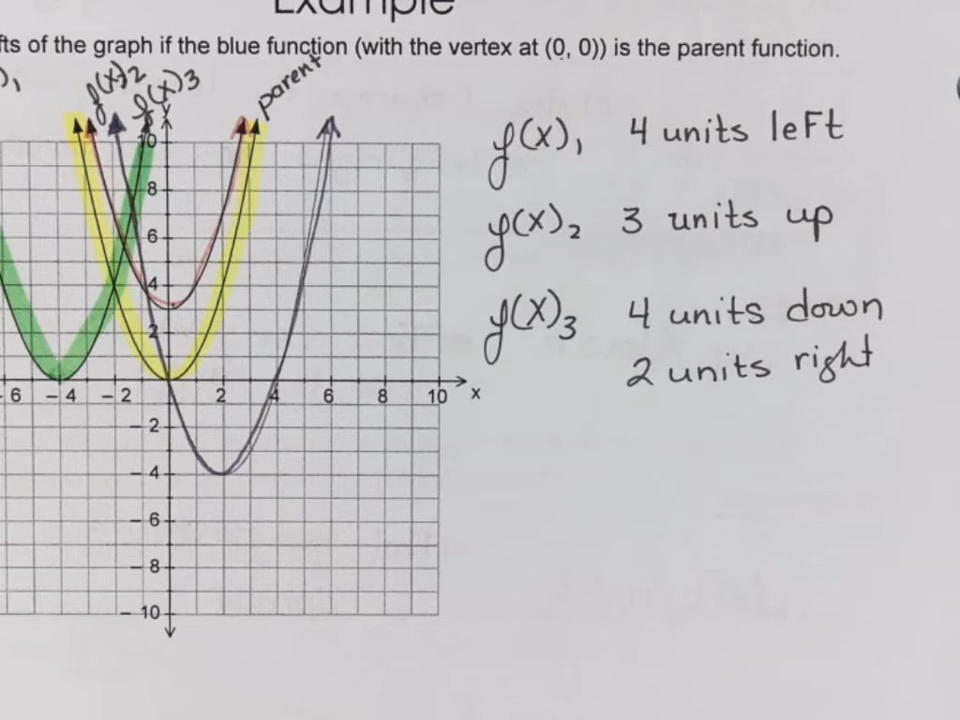 Example
fts of the graph if the blue function (with the vertex at (0, 0)) is the parent function.
f(x)2
f(x)3
parent
y
10
8
6
4
2
6 -4 -2 2 4 6 8 10 x
-2
-4
-6
-8
-10
f(x)1 4 units left
f(x)2 3 units up
f(x)3 4 units down
2 units right